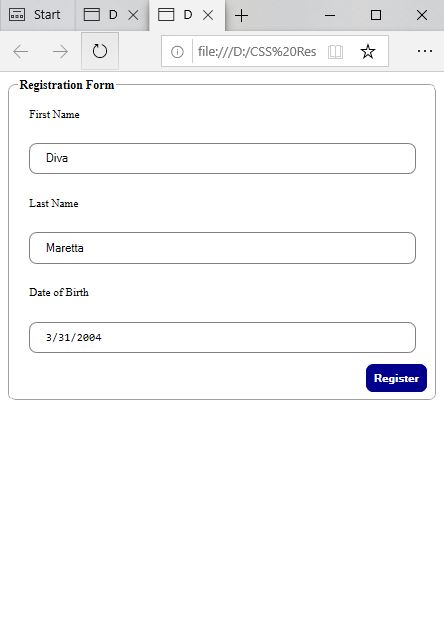 Start
D
D
file:///D:/CSS%20Res
Registration Form
First Name
Diva
Last Name
Maretta
Date of Birth
3/31/2004
Register